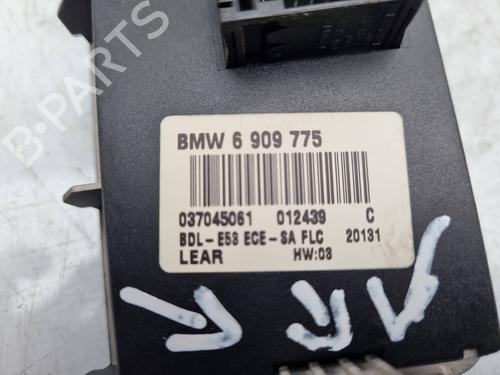 B-Parts
BMW 6 909 775
037045061 012439 C
BDL-E53 ECE-SA FLC 20131
LEAR HW:03